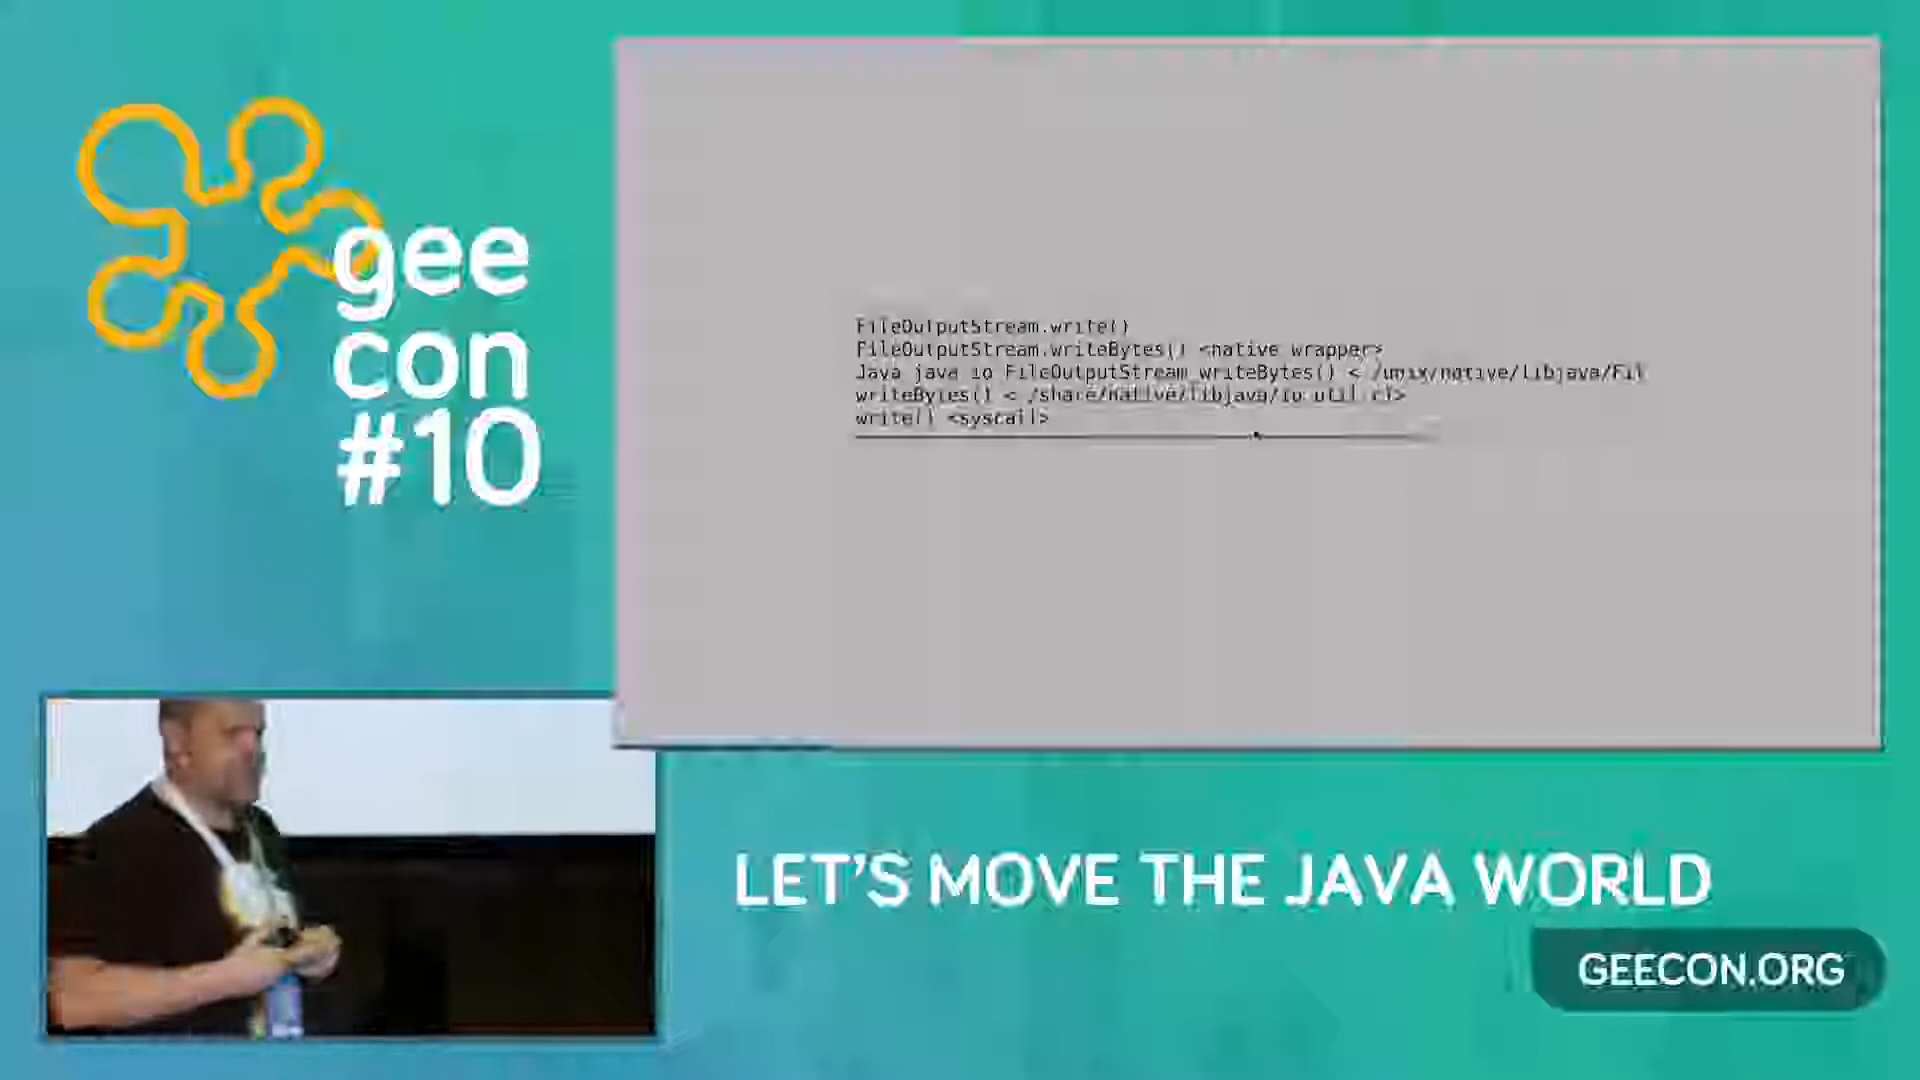 gee
con
#10
FileOutputStream.write()
FileOutputStream.writeBytes() <native wrapper>
Java java io FileOutputStream writeBytes() < /unix/native/libjava/Fil
writeBytes() < /share/native/libjava/io util c)>
write() <syscall>
LET'S MOVE THE JAVA WORLD
GEECON.ORG